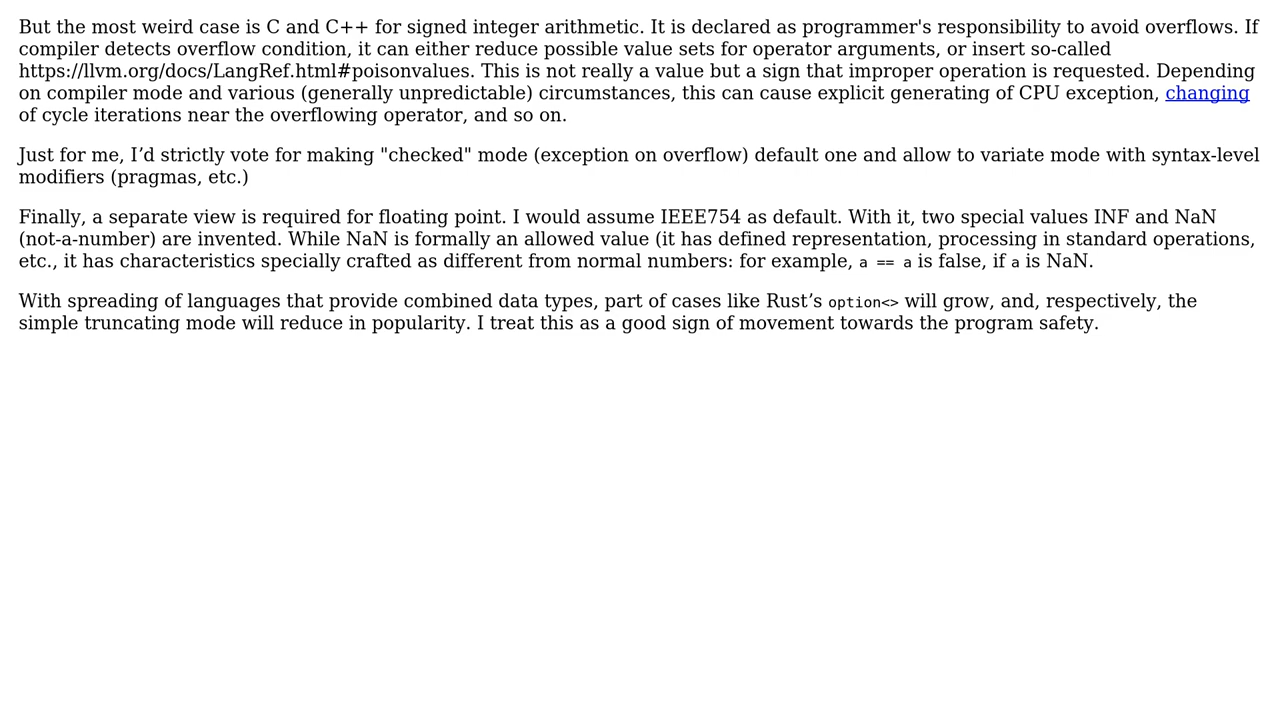 But the most weird case is C and C++ for signed integer arithmetic. It is declared as programmer's responsibility to avoid overflows. If
compiler detects overflow condition, it can either reduce possible value sets for operator arguments, or insert so-called
https://llvm.org/docs/LangRef.html#poisonvalues. This is not really a value but a sign that improper operation is requested. Depending
on compiler mode and various (generally unpredictable) circumstances, this can cause explicit generating of CPU exception, changing
of cycle iterations near the overflowing operator, and so on.
Just for me, I’d strictly vote for making "checked" mode (exception on overflow) default one and allow to variate mode with syntax-level
modifiers (pragmas, etc.)
Finally, a separate view is required for floating point. I would assume IEEE754 as default. With it, two special values INF and NaN
(not-a-number) are invented. While NaN is formally an allowed value (it has defined representation, processing in standard operations,
etc., it has characteristics specially crafted as different from normal numbers: for example, a == a is false, if a is NaN.
With spreading of languages that provide combined data types, part of cases like Rust’s option<> will grow, and, respectively, the
simple truncating mode will reduce in popularity. I treat this as a good sign of movement towards the program safety.